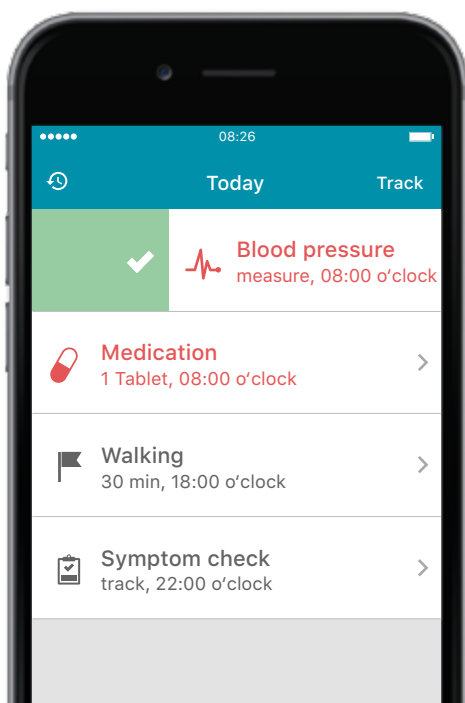 08:26
Today
Track
Blood pressure
measure, 08:00 o‘clock
Medication
1 Tablet, 08:00 o‘clock
Walking
30 min, 18:00 o‘clock
Symptom check
track, 22:00 o‘clock